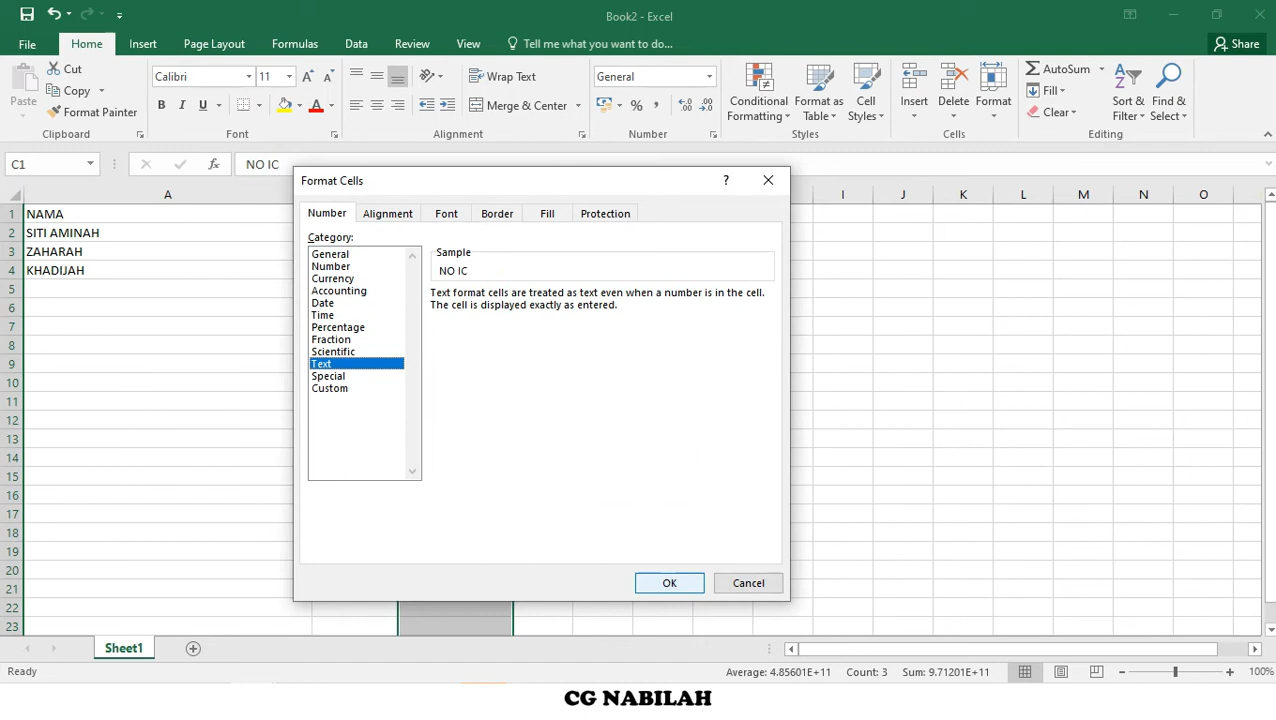 Book2 - Excel
File Home Insert Page Layout Formulas Data Review View Tell me what you want to do... Share
Cut
Copy
Format Painter
Paste
Clipboard
Calibri 11
B I U
Font
Wrap Text
Merge & Center
Alignment
General
%
Number
Conditional Formatting
Format as Table
Cell Styles
Styles
Insert
Delete
Format
Cells
AutoSum
Fill
Clear
Sort & Filter
Find & Select
Editing
C1 fx NO IC
A I J K L M N O
1 NAMA
2 SITI AMINAH
3 ZAHARAH
4 KHADIJAH
5
6
7
8
9
10
11
12
13
14
15
16
17
18
19
20
21
22
23
Format Cells ?
Number Alignment Font Border Fill Protection
Category:
General
Number
Currency
Accounting
Date
Time
Percentage
Fraction
Scientific
Text
Special
Custom
Sample
NO IC
Text format cells are treated as text even when a number is in the cell.
The cell is displayed exactly as entered.
OK Cancel
Sheet1
Ready Average: 4.85601E+11 Count: 3 Sum: 9.71201E+11 100%
CG NABILAH